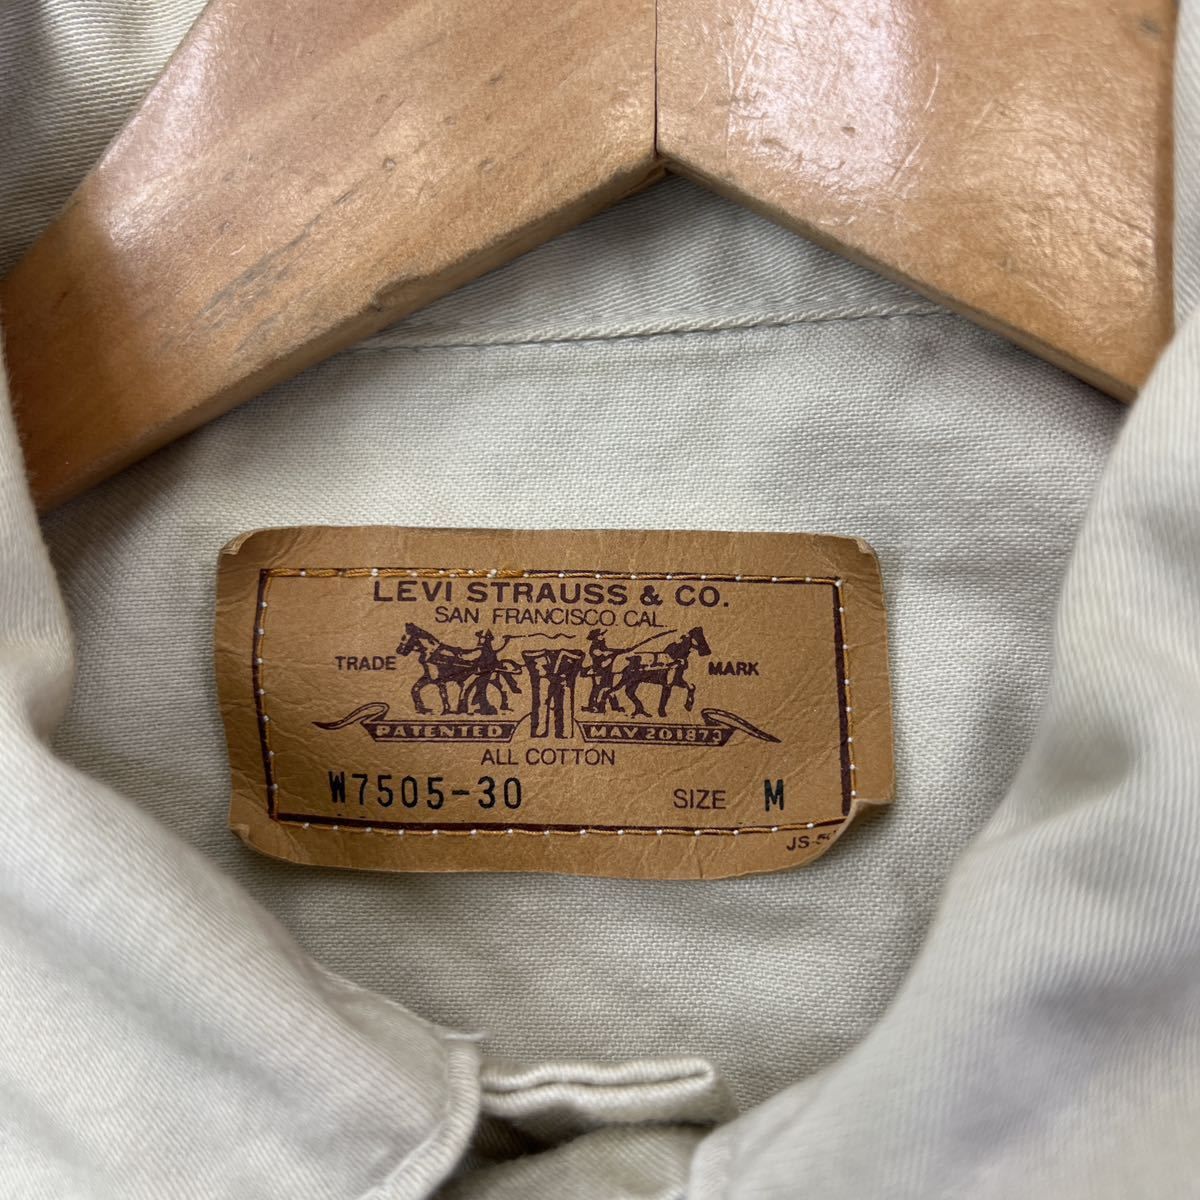 LEVI STRAUSS & CO.
SAN FRANCISCO CAL.
TRADE MARK
PATENTED MAY 20 1873
ALL COTTON
W7505-30 SIZE M